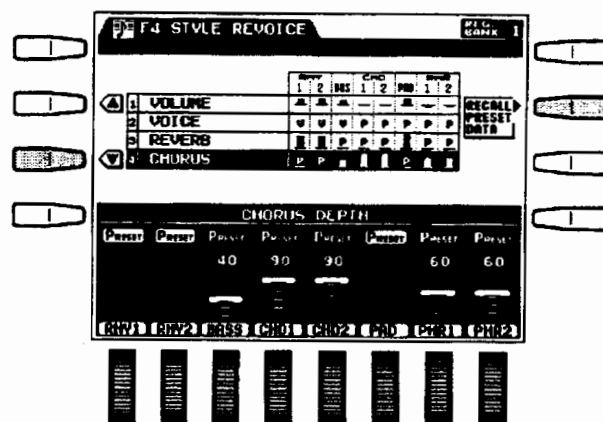 F4 STYLE REVOICE
REG. BANK 1
RHY CHD PHR
1 2 BAS 1 2 PAD 1 2
1 VOLUME
2 VOICE V V V P P P P P
3 REVERB P P P P
4 CHORUS P P P
RECALL
PRESET
DATA
CHORUS DEPTH
PRESET PRESET PRESET PRESET PRESET PRESET PRESET PRESET
40 90 90 60 60
RHY1 RHY2 BASS CHD1 CHD2 PAD PHR1 PHR2